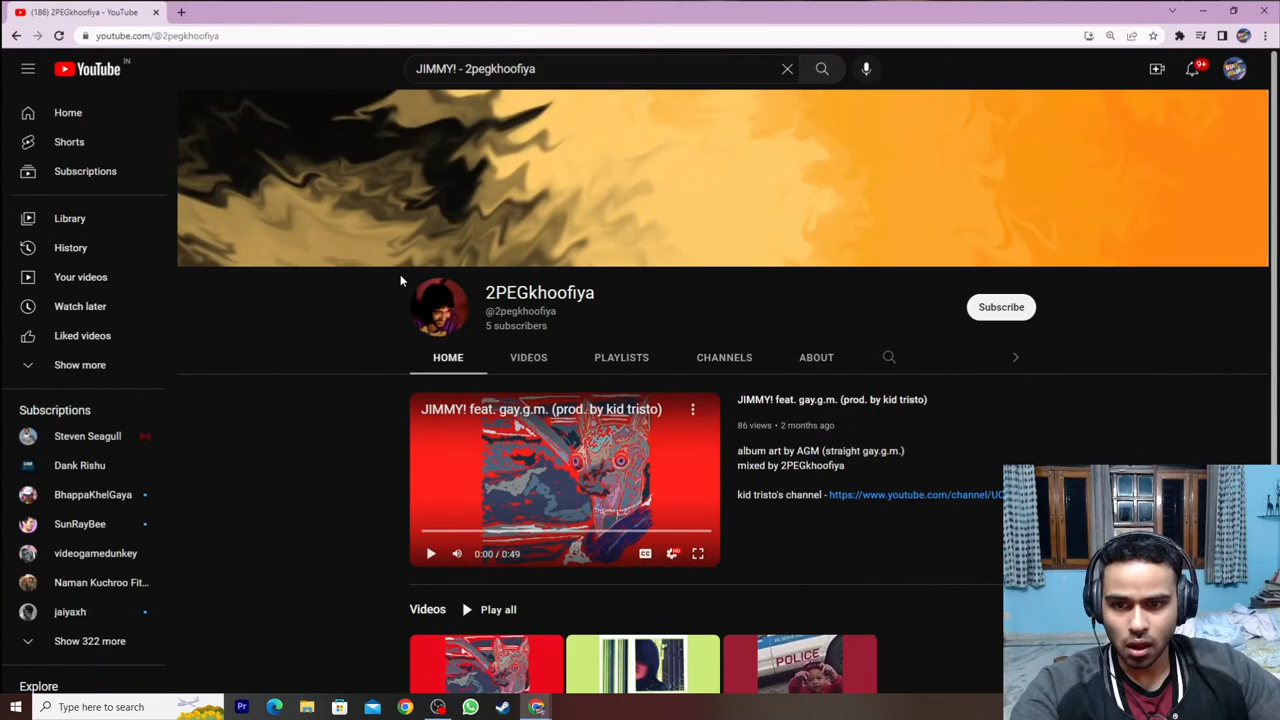 (186) 2PEGkhoofiya - YouTube
youtube.com/@2pegkhoofiya
YouTube IN
JIMMY! - 2pegkhoofiya
9+
Home
Shorts
Subscriptions
Library
History
Your videos
Watch later
Liked videos
Show more
Subscriptions
Steven Seagull
Dank Rishu
BhappaKhelGaya
SunRayBee
videogamedunkey
Naman Kuchroo Fit...
jaiyaxh
Show 322 more
Explore
2PEGkhoofiya
@2pegkhoofiya
5 subscribers
Subscribe
HOME VIDEOS PLAYLISTS CHANNELS ABOUT
JIMMY! feat. gay.g.m. (prod. by kid tristo)
0:00 / 0:49
HD
JIMMY! feat. gay.g.m. (prod. by kid tristo)
86 views • 2 months ago
album art by AGM (straight gay.g.m.)
mixed by 2PEGkhoofiya
kid tristo's channel - https://www.youtube.com/channel/UC
Videos Play all
POLICE
Type here to search
Pr